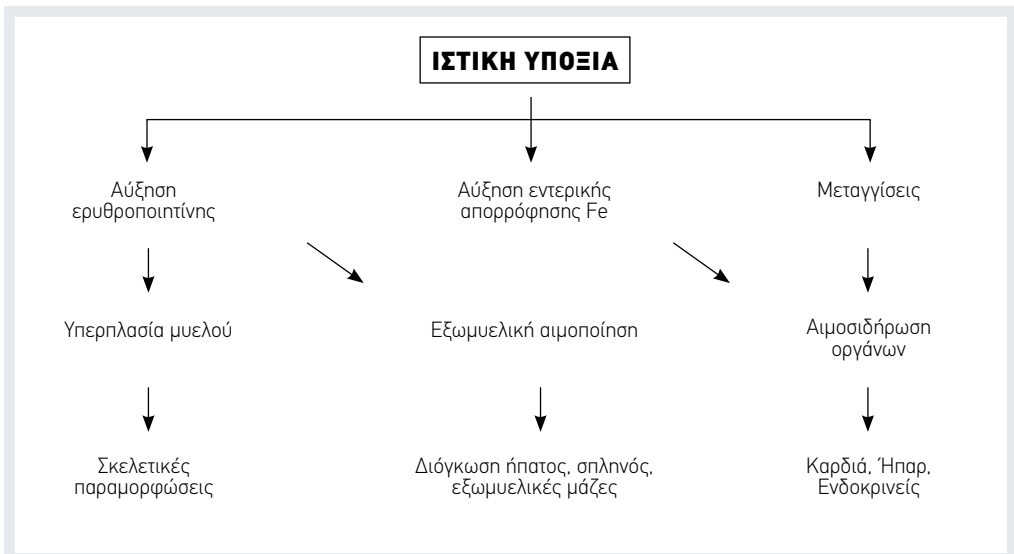 ΙΣΤΙΚΗ ΥΠΟΞΙΑ
Αύξηση
ερυθροποιητίνης
Αύξηση εντερικής
απορρόφησης Fe
Μεταγγίσεις
Υπερπλασία μυελού
Εξωμυελική αιμοποίηση
Αιμοσιδήρωση
οργάνων
Σκελετικές
παραμορφώσεις
Διόγκωση ήπατος, σπληνός,
εξωμυελικές μάζες
Καρδιά, Ήπαρ,
Ενδοκρινείς